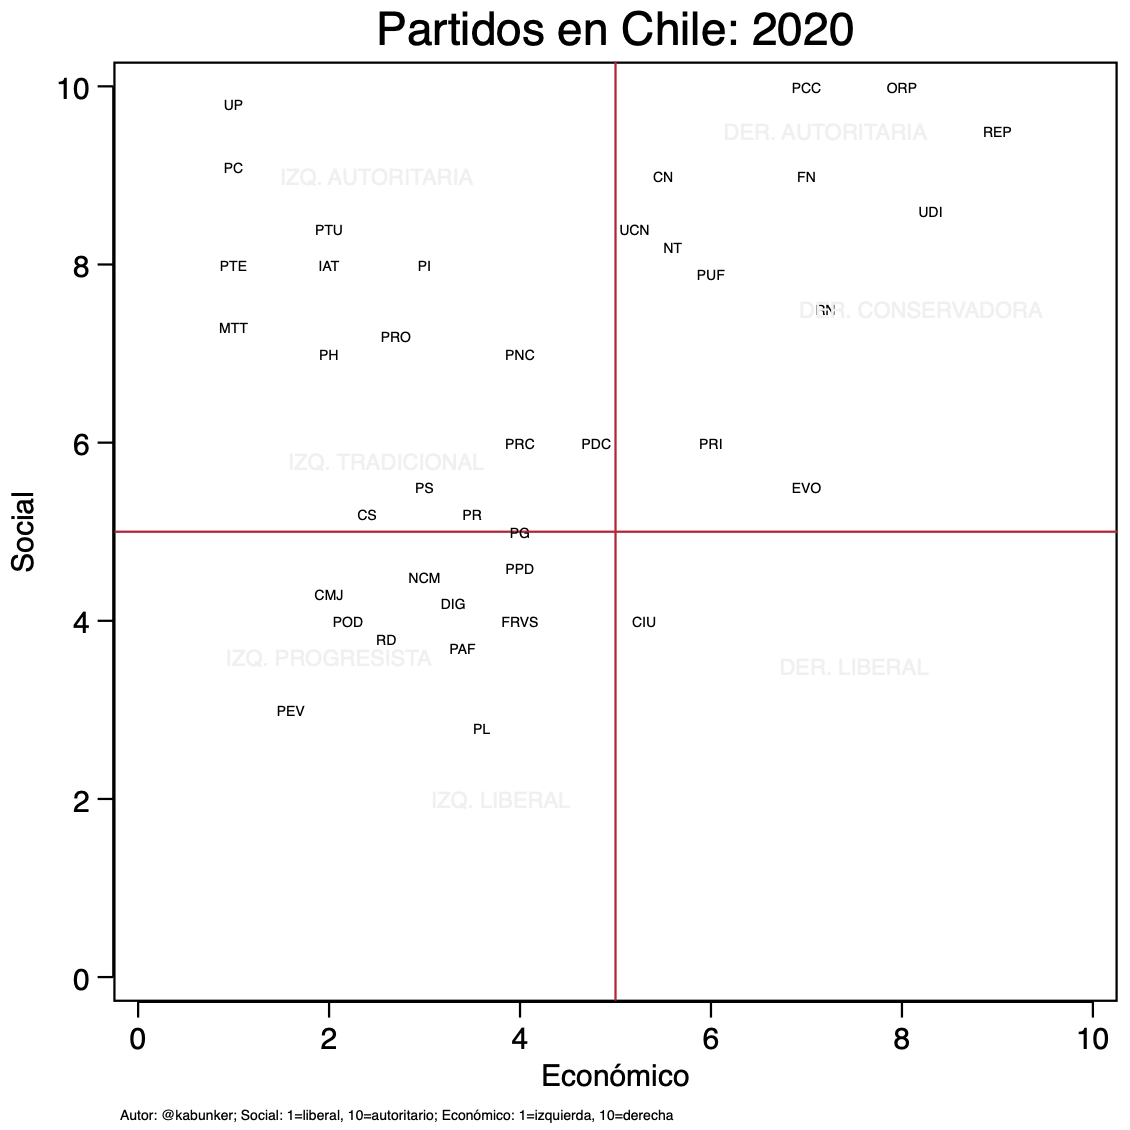 Partidos en Chile: 2020
10
PCC
ORP
UP
DER. AUTORITARIA
REP
PC
IZQ. AUTORITARIA
CN
FN
UDI
PTU
UCN
NT
8
PTE
IAT
PI
PUF
RN
DER. CONSERVADORA
MTT
PRO
PH
PNC
6
PRC
PDC
PRI
IZQ. TRADICIONAL
PS
EVO
CS
PR
Social
PG
PPD
NCM
CMJ
DIG
4
POD
FRVS
CIU
RD
PAF
IZQ. PROGRESISTA
DER. LIBERAL
PEV
PL
2
IZQ. LIBERAL
0
0 2 4 6 8 10
Económico
Autor: @kabunker; Social: 1=liberal, 10=autoritario; Económico: 1=izquierda, 10=derecha